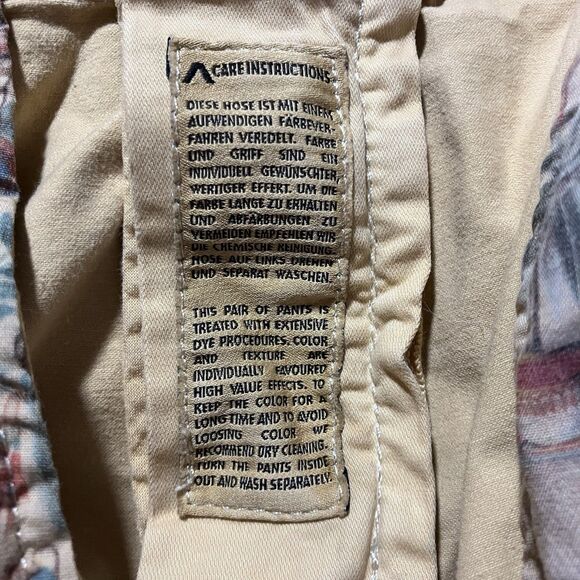 CARE INSTRUCTIONS
DIESE HOSE IST MIT EINEM
AUFWENDIGEN FÄRBEVER-
FAHREN VEREDELT. FARBE
UND GRIFF SIND EIN
INDIVIDUELL GEWÜNSCHTER,
WERTIGER EFFEKT. UM DIE
FARBE LANGE ZU ERHALTEN
UND ABFÄRBUNGEN ZU
VERMEIDEN EMPFEHLEN WIR
DIE CHEMISCHE REINIGUNG.
HOSE AUF LINKS DREHEN
UND SEPARAT WASCHEN.
THIS PAIR OF PANTS IS
TREATED WITH EXTENSIVE
DYE PROCEDURES. COLOR
AND TEXTURE ARE
INDIVIDUALLY FAVOURED
HIGH VALUE EFFECTS. TO
KEEP THE COLOR FOR A
LONG TIME AND TO AVOID
LOOSING COLOR WE
RECOMMEND DRY CLEANING.
TURN THE PANTS INSIDE
OUT AND WASH SEPARATELY.